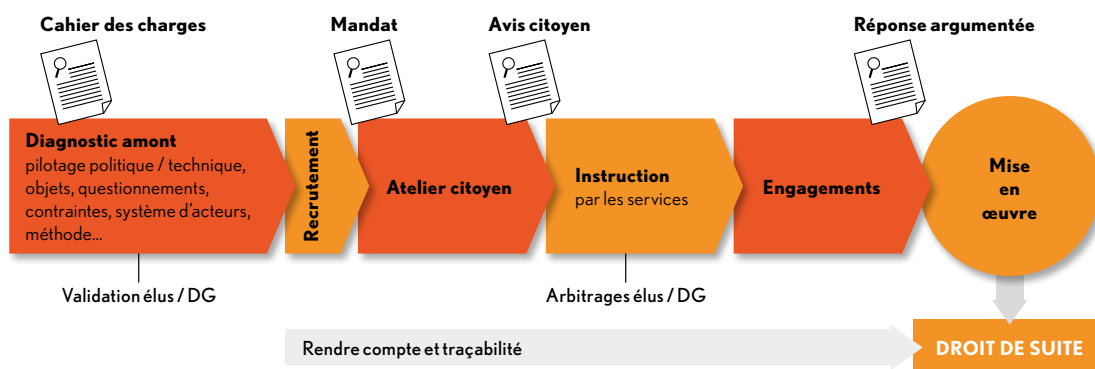 Cahier des charges
Mandat
Avis citoyen
Réponse argumentée
Diagnostic amont
pilotage politique / technique,
objets, questionnements,
contraintes, système d'acteurs,
méthode...
Recrutement
Atelier citoyen
Instruction
par les services
Engagements
Mise
en
œuvre
Validation élus / DG
Arbitrages élus / DG
Rendre compte et traçabilité
DROIT DE SUITE